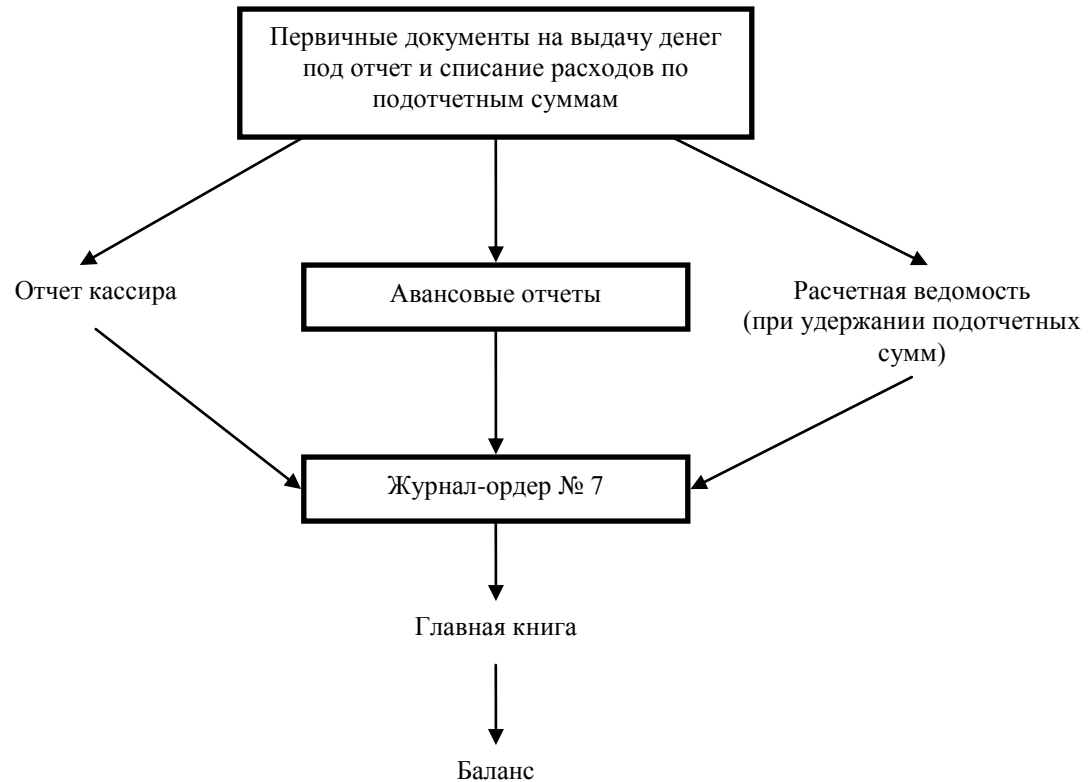 Первичные документы на выдачу денег
под отчет и списание расходов по
подотчетным суммам
Отчет кассира
Авансовые отчеты
Расчетная ведомость
(при удержании подотчетных
сумм)
Журнал-ордер № 7
Главная книга
Баланс